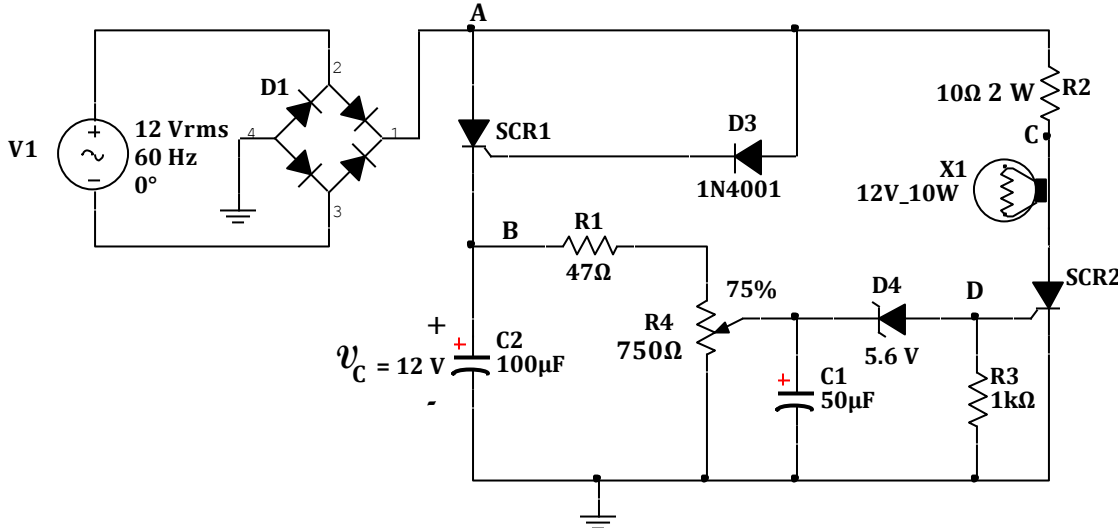 A
2
D1
10Ω 2 W
R2
V1
12 Vrms
60 Hz
0°
4
1
SCR1
D3
C
1N4001
X1
12V_10W
3
B
R1
47Ω
75%
D4
D
SCR2
R4
750Ω
5.6 V
+
𝒱C = 12 V
-
+
C2
100µF
+
C1
50µF
R3
1kΩ